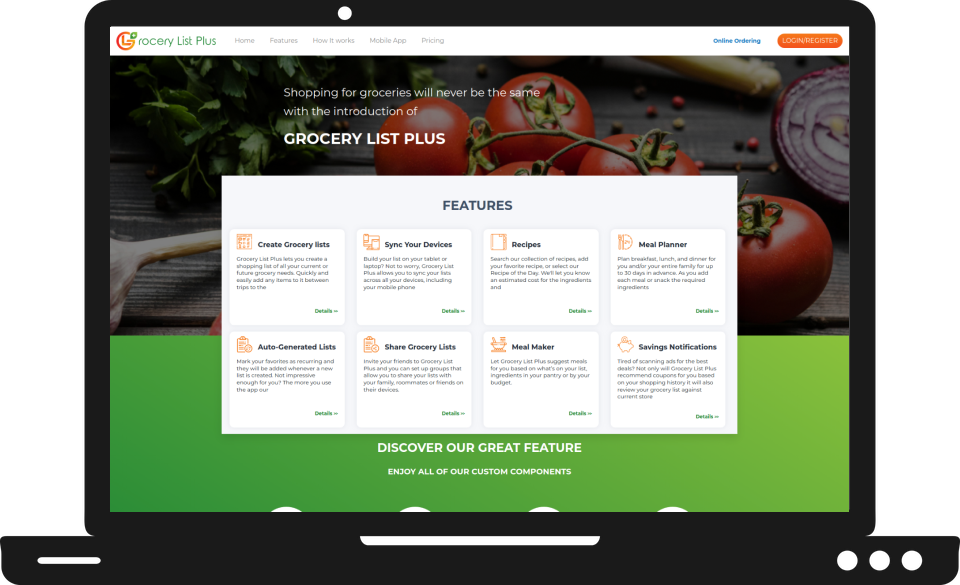 Grocery List Plus Home Features How It works Mobile App Pricing Online Ordering LOGIN/REGISTER
Shopping for groceries will never be the same
with the introduction of
GROCERY LIST PLUS
FEATURES
Create Grocery lists
Grocery List Plus lets you create a
shopping list of all your current or
future grocery needs. Quickly and
easily add any items to it between
trips to the
Details
Sync Your Devices
Build your list on your tablet or
laptop? Not to worry, Grocery List
Plus allows you to sync your lists
across all your devices, including
your mobile phone
Details
Recipes
Search our collection of recipes, add
your favorite recipe, or select our
Recipe of the Day. We'll let you know
an estimated cost for the ingredients
and
Details
Meal Planner
Plan breakfast, lunch, and dinner for
you and/or your entire family for up
to 30 days in advance. As you add
each meal or snack the required
ingredients
Details
Auto-Generated Lists
Mark your favorites as recurring and
they will be added whenever a new
list is created. Not impressive
enough for you? The more you use
the app our
Details
Share Grocery Lists
Invite your friends to Grocery List
Plus and you can set up groups that
allow you to share your lists with
your family, roommates or friends on
their devices.
Details
Meal Maker
Let Grocery List Plus suggest meals
for you based on what's on your list,
ingredients in your pantry or by your
budget.
Details
Savings Notifications
Tired of scanning ads for the best
deals? Not only will Grocery List Plus
recommend coupons for you based
on your shopping history it will also
review your grocery list against
current store
Details
DISCOVER OUR GREAT FEATURE
ENJOY ALL OF OUR CUSTOM COMPONENTS